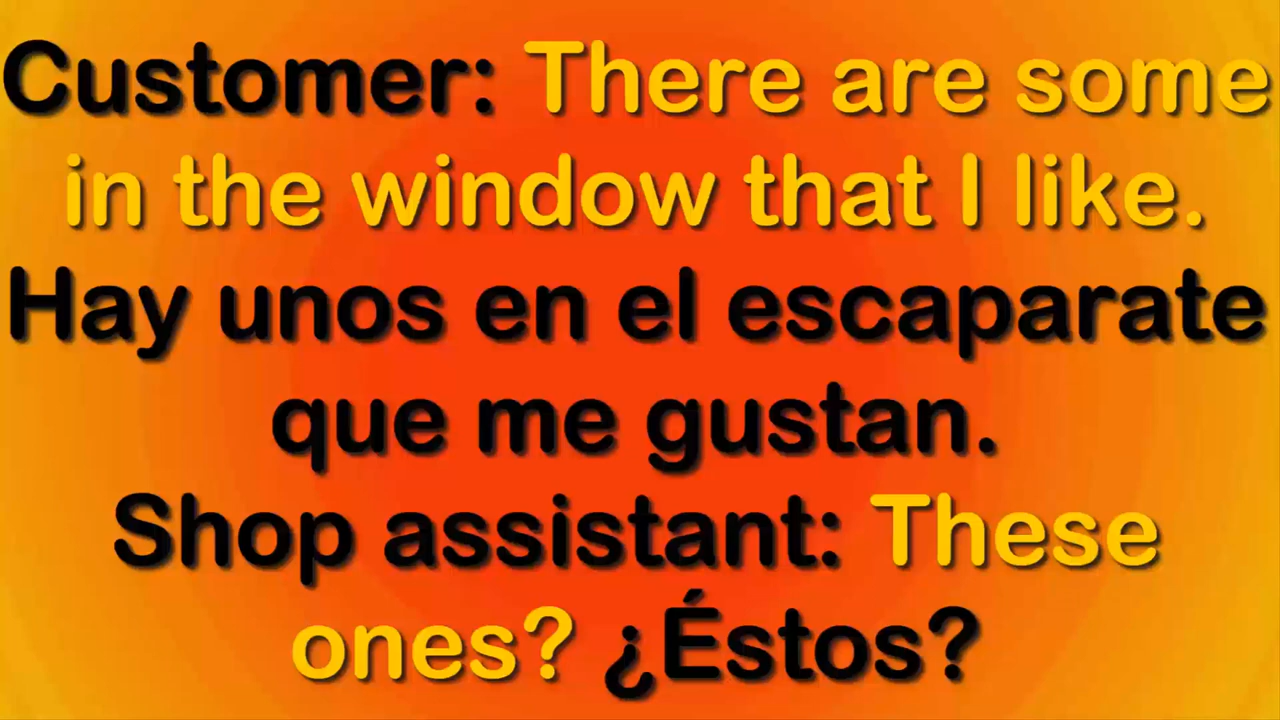 Customer: There are some
in the window that I like.
Hay unos en el escaparate
que me gustan.
Shop assistant: These
ones? ¿Éstos?